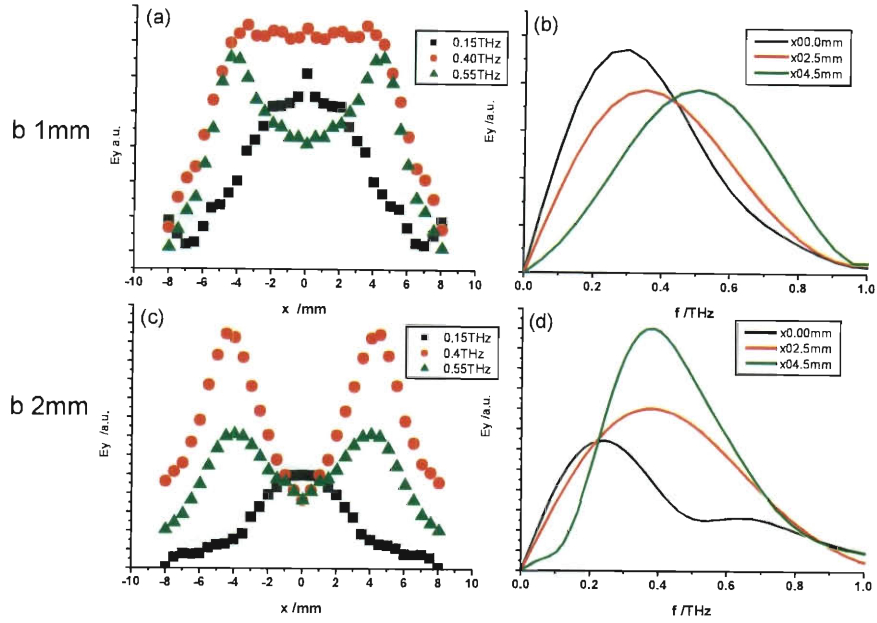 (a)
0.15THz
0.40THz
0.55THz
Ey a.u.
-10 -8 -6 -4 -2 0 2 4 6 8 10
x /mm
(b)
x00.0mm
x02.5mm
x04.5mm
Ey /a.u.
0.0 0.2 0.4 0.6 0.8 1.0
f /THz
b 1mm
(c)
0.15THz
0.4THz
0.55THz
Ey /a.u.
-10 -8 -6 -4 -2 0 2 4 6 8 10
x /mm
(d)
x0.00mm
x02.5mm
x04.5mm
Ey /a.u.
0.0 0.2 0.4 0.6 0.8 1.0
f /THz
b 2mm